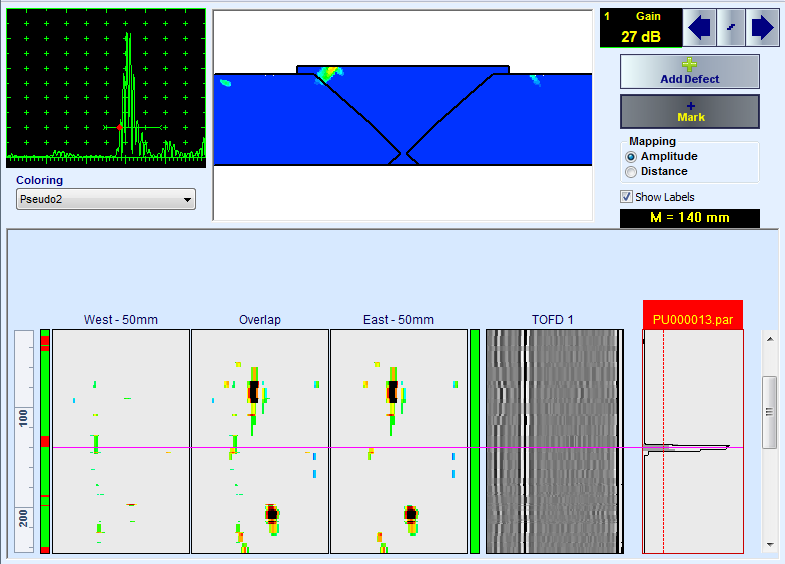 1 Gain
27 dB
Add Defect
Mark
Mapping
Amplitude
Distance
Show Labels
M = 140 mm
Coloring
Pseudo2
West - 50mm
Overlap
East - 50mm
TOFD 1
PU000013.par
100
200